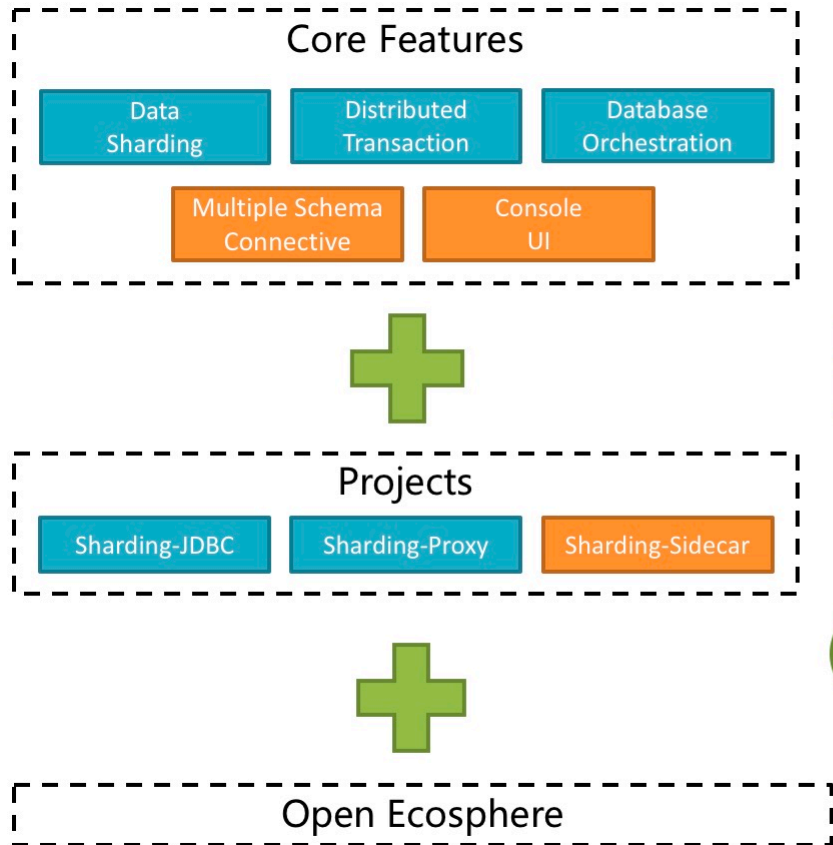 Core Features
Data
Sharding
Distributed
Transaction
Database
Orchestration
Multiple Schema
Connective
Console
UI
Projects
Sharding-JDBC
Sharding-Proxy
Sharding-Sidecar
Open Ecosphere